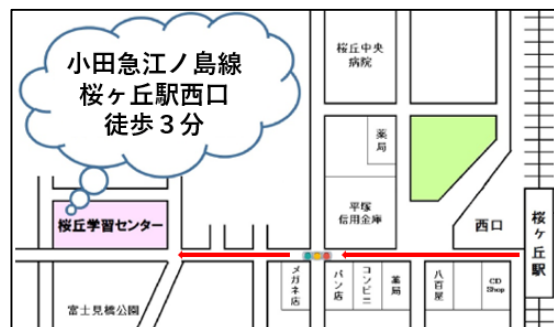 小田急江ノ島線
桜ヶ丘駅西口
徒歩３分
桜丘中央
病院
薬局
平塚
信用金庫
西口
桜ヶ丘駅
桜丘学習センター
メガネ店
パン店
コンビニ
薬局
八百屋
CD
Shop
富士見橋公園